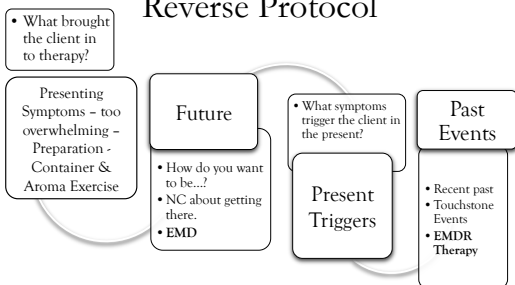 Reverse Protocol
• What brought
the client in
to therapy?
Presenting
Symptoms – too
overwhelming –
Preparation -
Container &
Aroma Exercise
Future
• How do you want
to be...?
• NC about getting
there.
• EMD
• What symptoms
trigger the client in
the present?
Present
Triggers
Past
Events
• Recent past
• Touchstone
Events
• EMDR
Therapy